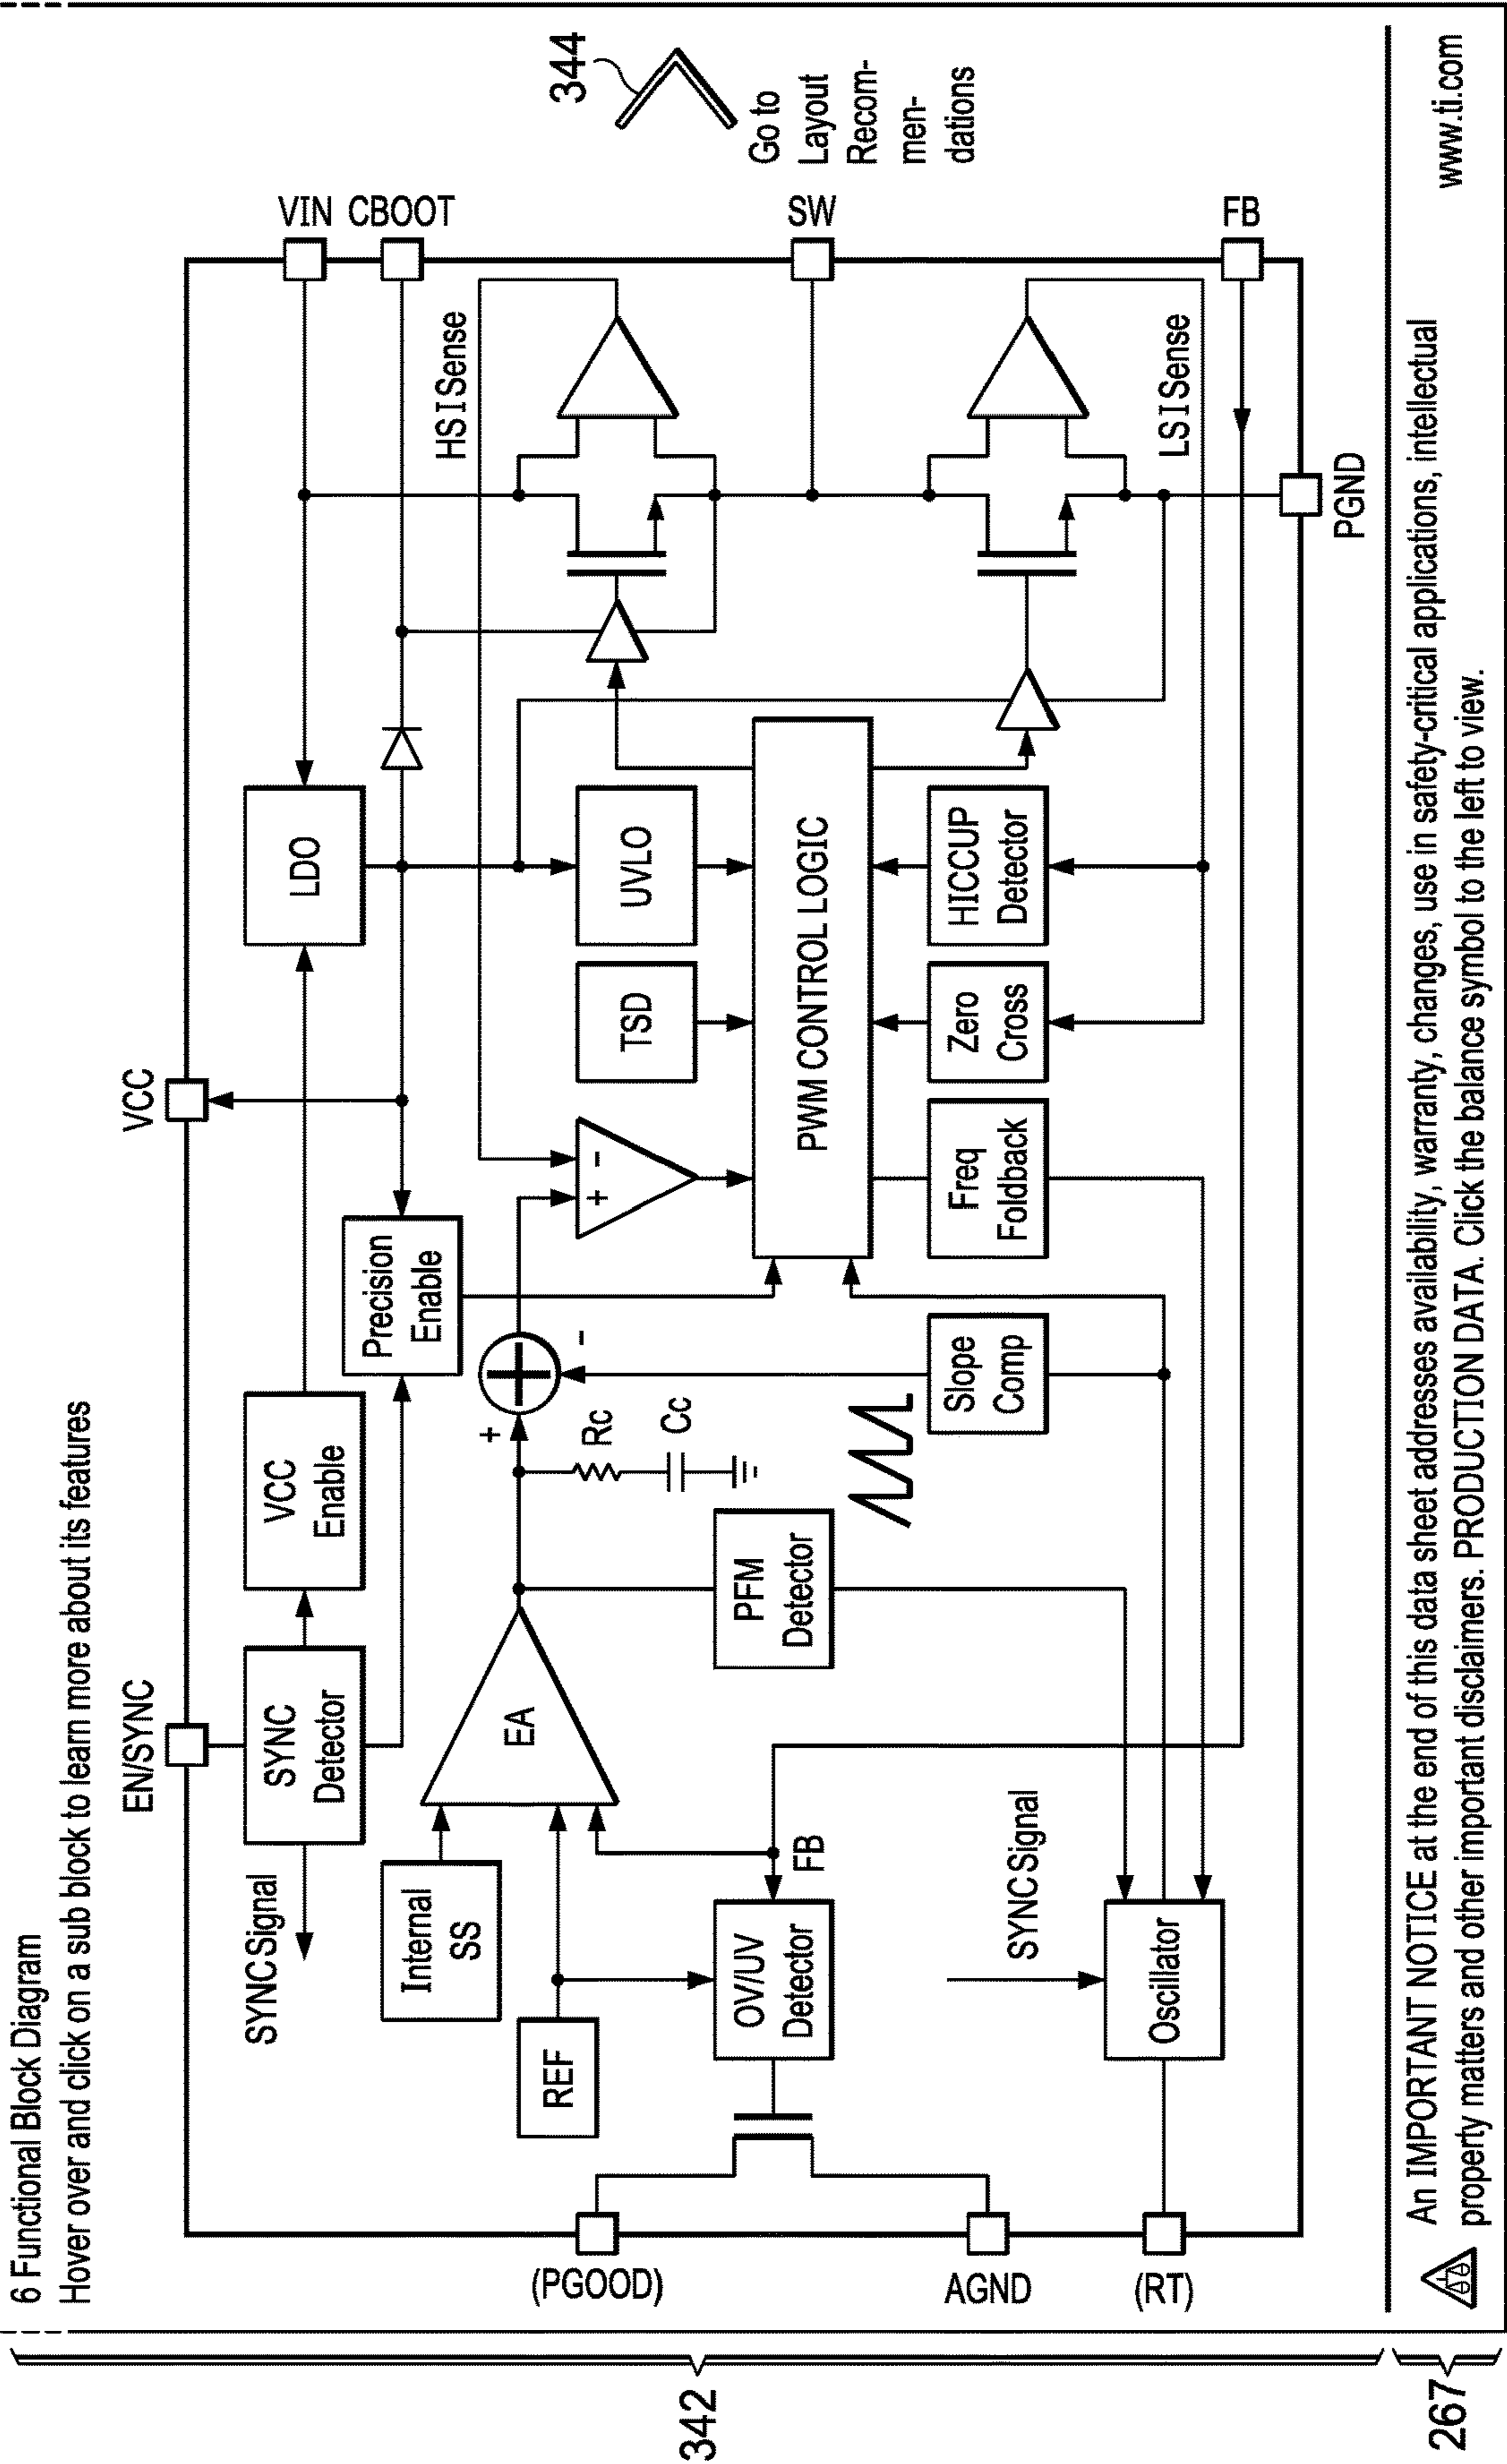 6 Functional Block Diagram
Hover over and click on a sub block to learn more about its features
EN/SYNC
VCC
VIN
CBOOT
SYNC Signal
SYNC
Detector
VCC
Enable
LDO
Precision
Enable
HS I Sense
Internal
SS
EA
+
-
Rc
Cc
+
-
TSD
UVLO
REF
OV/UV
Detector
FB
PFM
Detector
PWM CONTROL LOGIC
SW
Slope
Comp
Freq
Foldback
Zero
Cross
HICCUP
Detector
LS I Sense
SYNC Signal
Oscillator
(PGOOD)
AGND
(RT)
FB
PGND
344
Go to
Layout
Recom-
men-
dations
342
An IMPORTANT NOTICE at the end of this data sheet addresses availability, warranty, changes, use in safety-critical applications, intellectual
property matters and other important disclaimers. PRODUCTION DATA. Click the balance symbol to the left to view.
www.ti.com
267